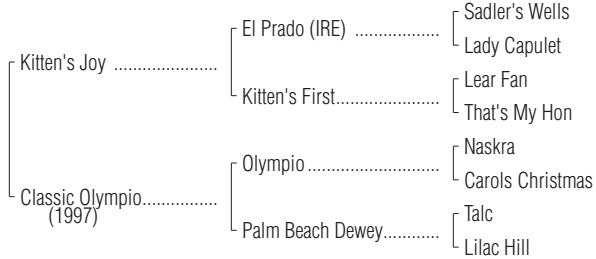 Sadler's Wells
El Prado (IRE) ....................
Lady Capulet
Kitten's Joy ........................
Lear Fan
Kitten's First.........................
That's My Hon
Naskra
Olympio ................................
Carols Christmas
Classic Olympio..................
(1997)
Talc
Palm Beach Dewey.............
Lilac Hill